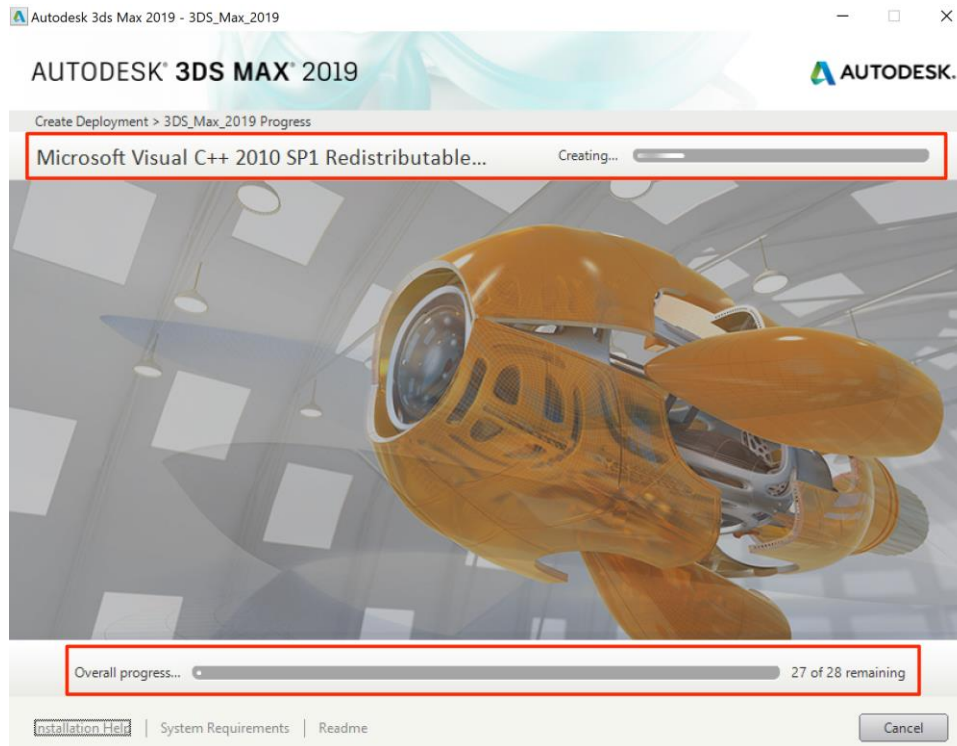 Autodesk 3ds Max 2019 - 3DS_Max_2019
AUTODESK® 3DS MAX® 2019
AUTODESK.
Create Deployment > 3DS_Max_2019 Progress
Microsoft Visual C++ 2010 SP1 Redistributable... Creating...
Overall progress... 27 of 28 remaining
Installation Help | System Requirements | Readme
Cancel